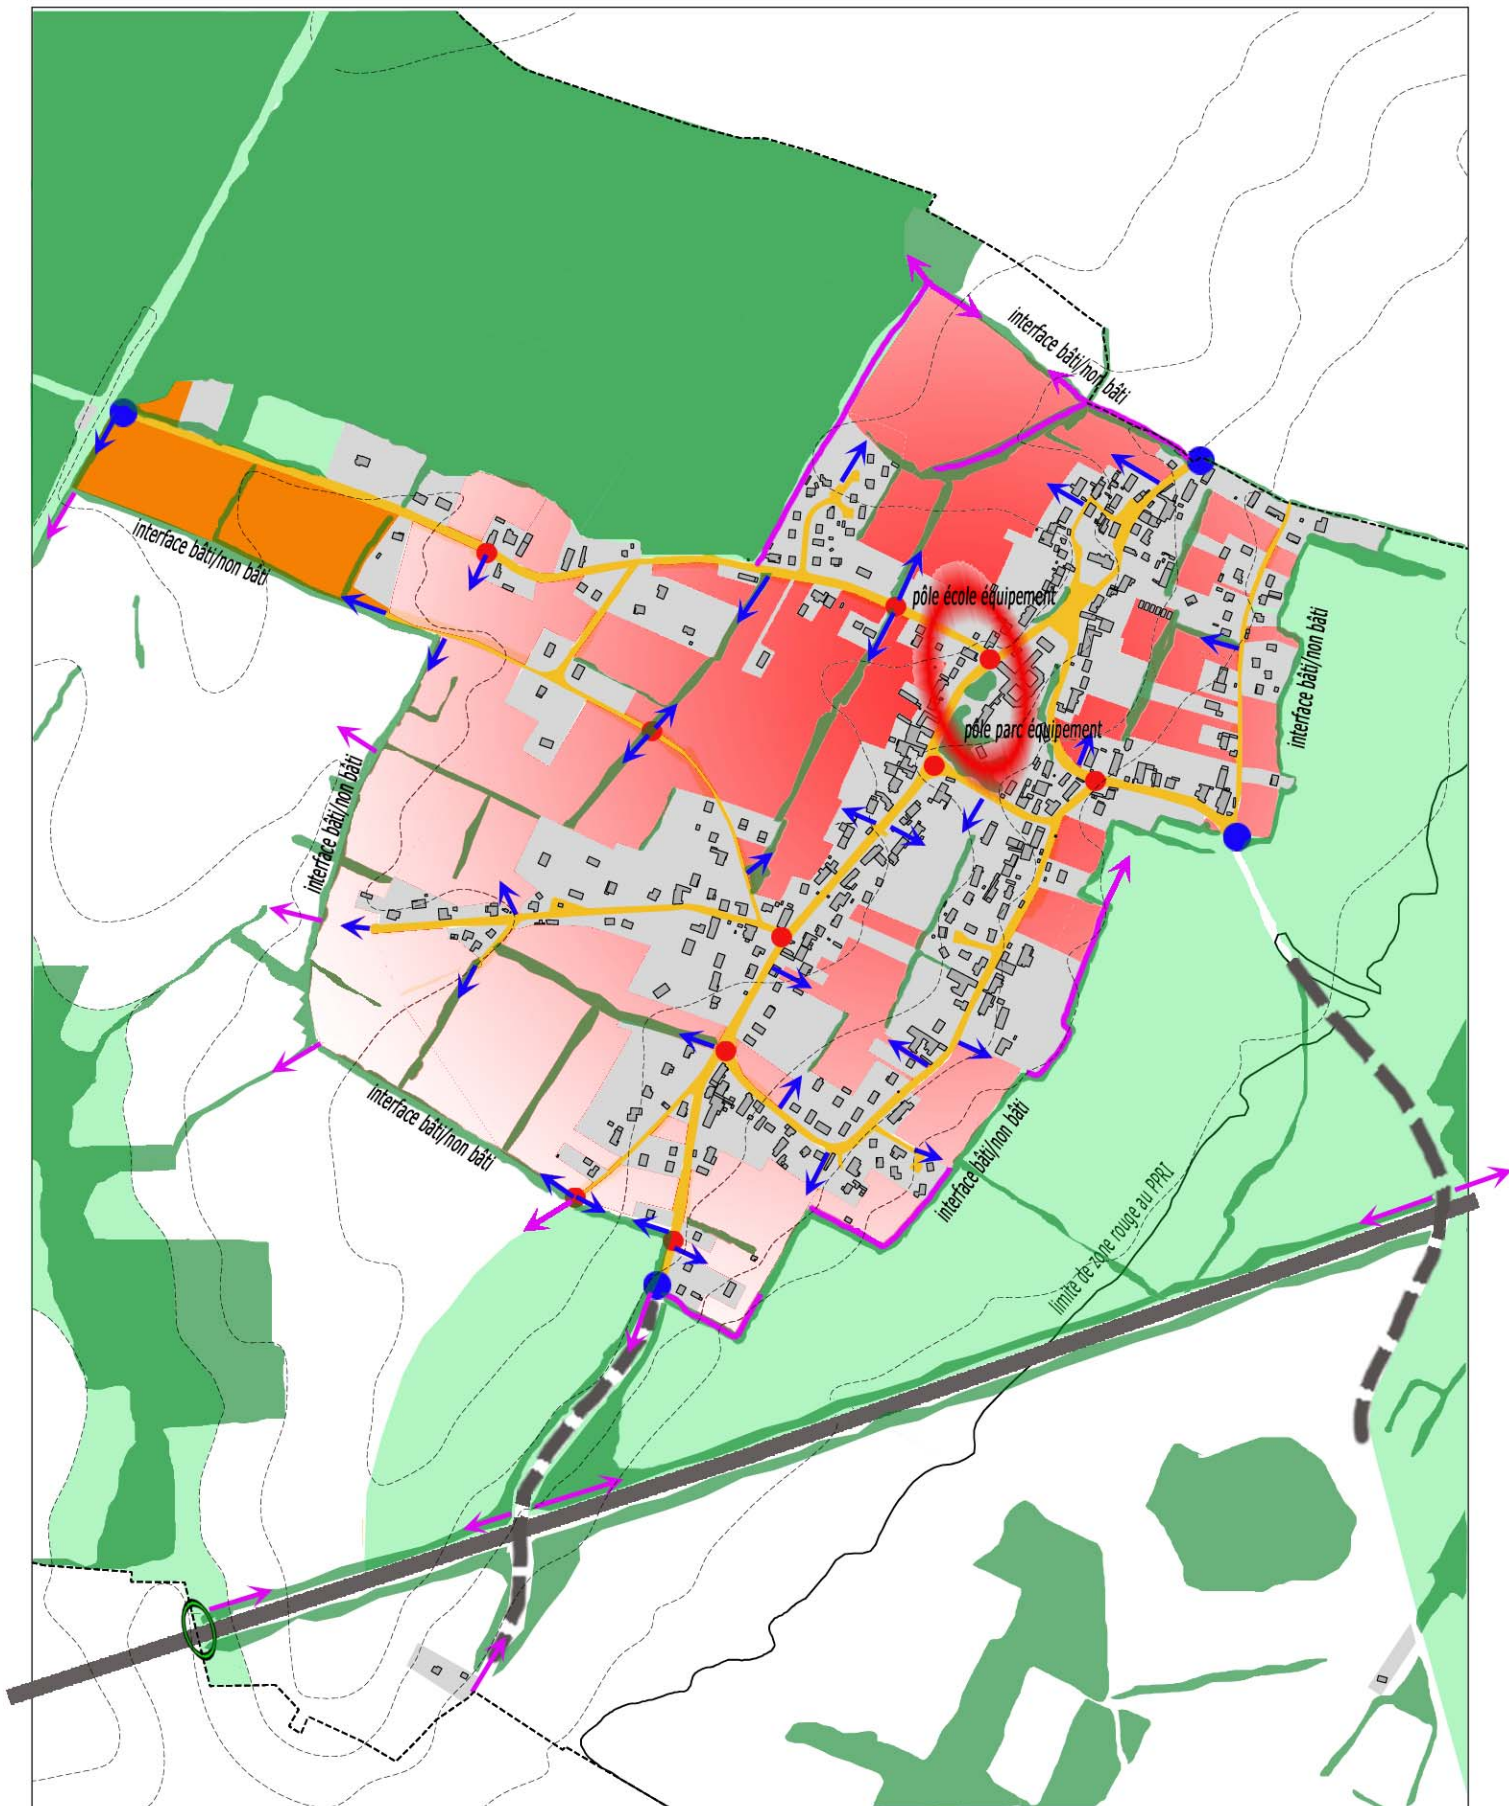 interface bâti/non bâti
interface bâti/non bâti
pôle école équipement
interface bâti/non bâti
pôle parc équipement
interface bâti/non bâti
interface bâti/non bâti
interface bâti/non bâti
limite de zone rouge au PPRI